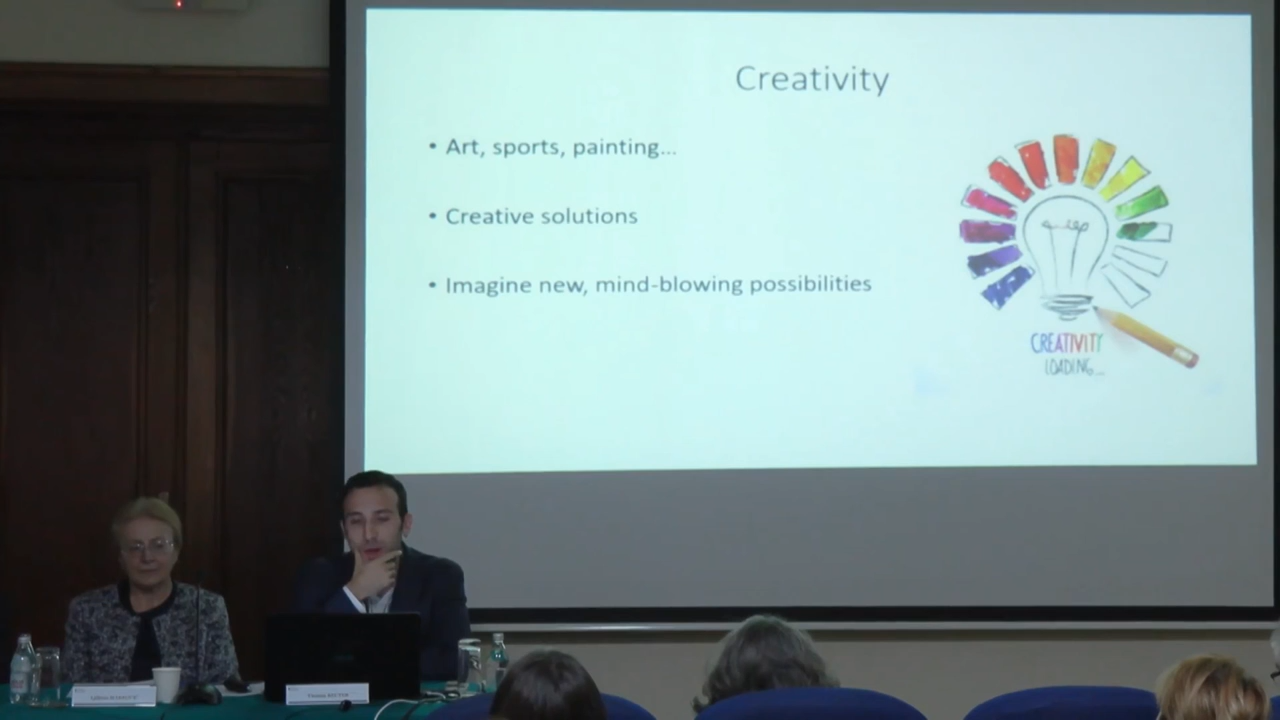 Creativity
• Art, sports, painting...
• Creative solutions
• Imagine new, mind-blowing possibilities
CREATIVITY
LOADING...